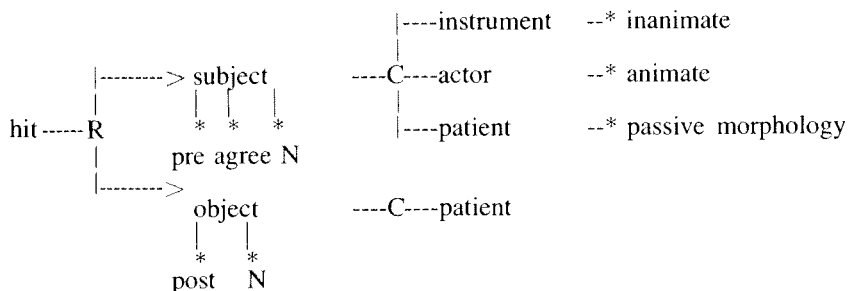 |----instrument --* inanimate
|-------> subject ----C----actor --* animate
hit ------R * * * |----patient --* passive morphology
pre agree N
|-------> object ----C----patient
* *
post N